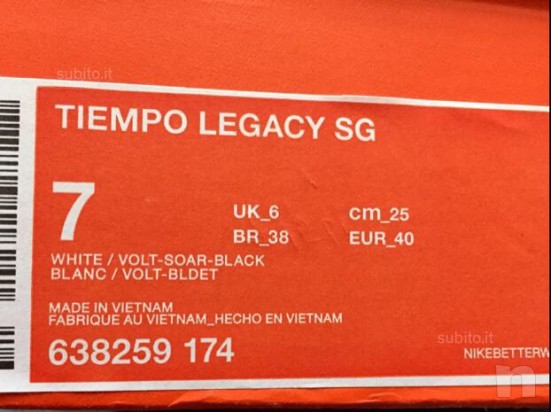 subito.it
TIEMPO LEGACY SG
7
UK_6 cm_25
BR_38 EUR_40
WHITE / VOLT-SOAR-BLACK
BLANC / VOLT-BLDET
MADE IN VIETNAM
FABRIQUE AU VIETNAM_HECHO EN VIETNAM
638259 174
subito.it
NIKEBETTERW
n